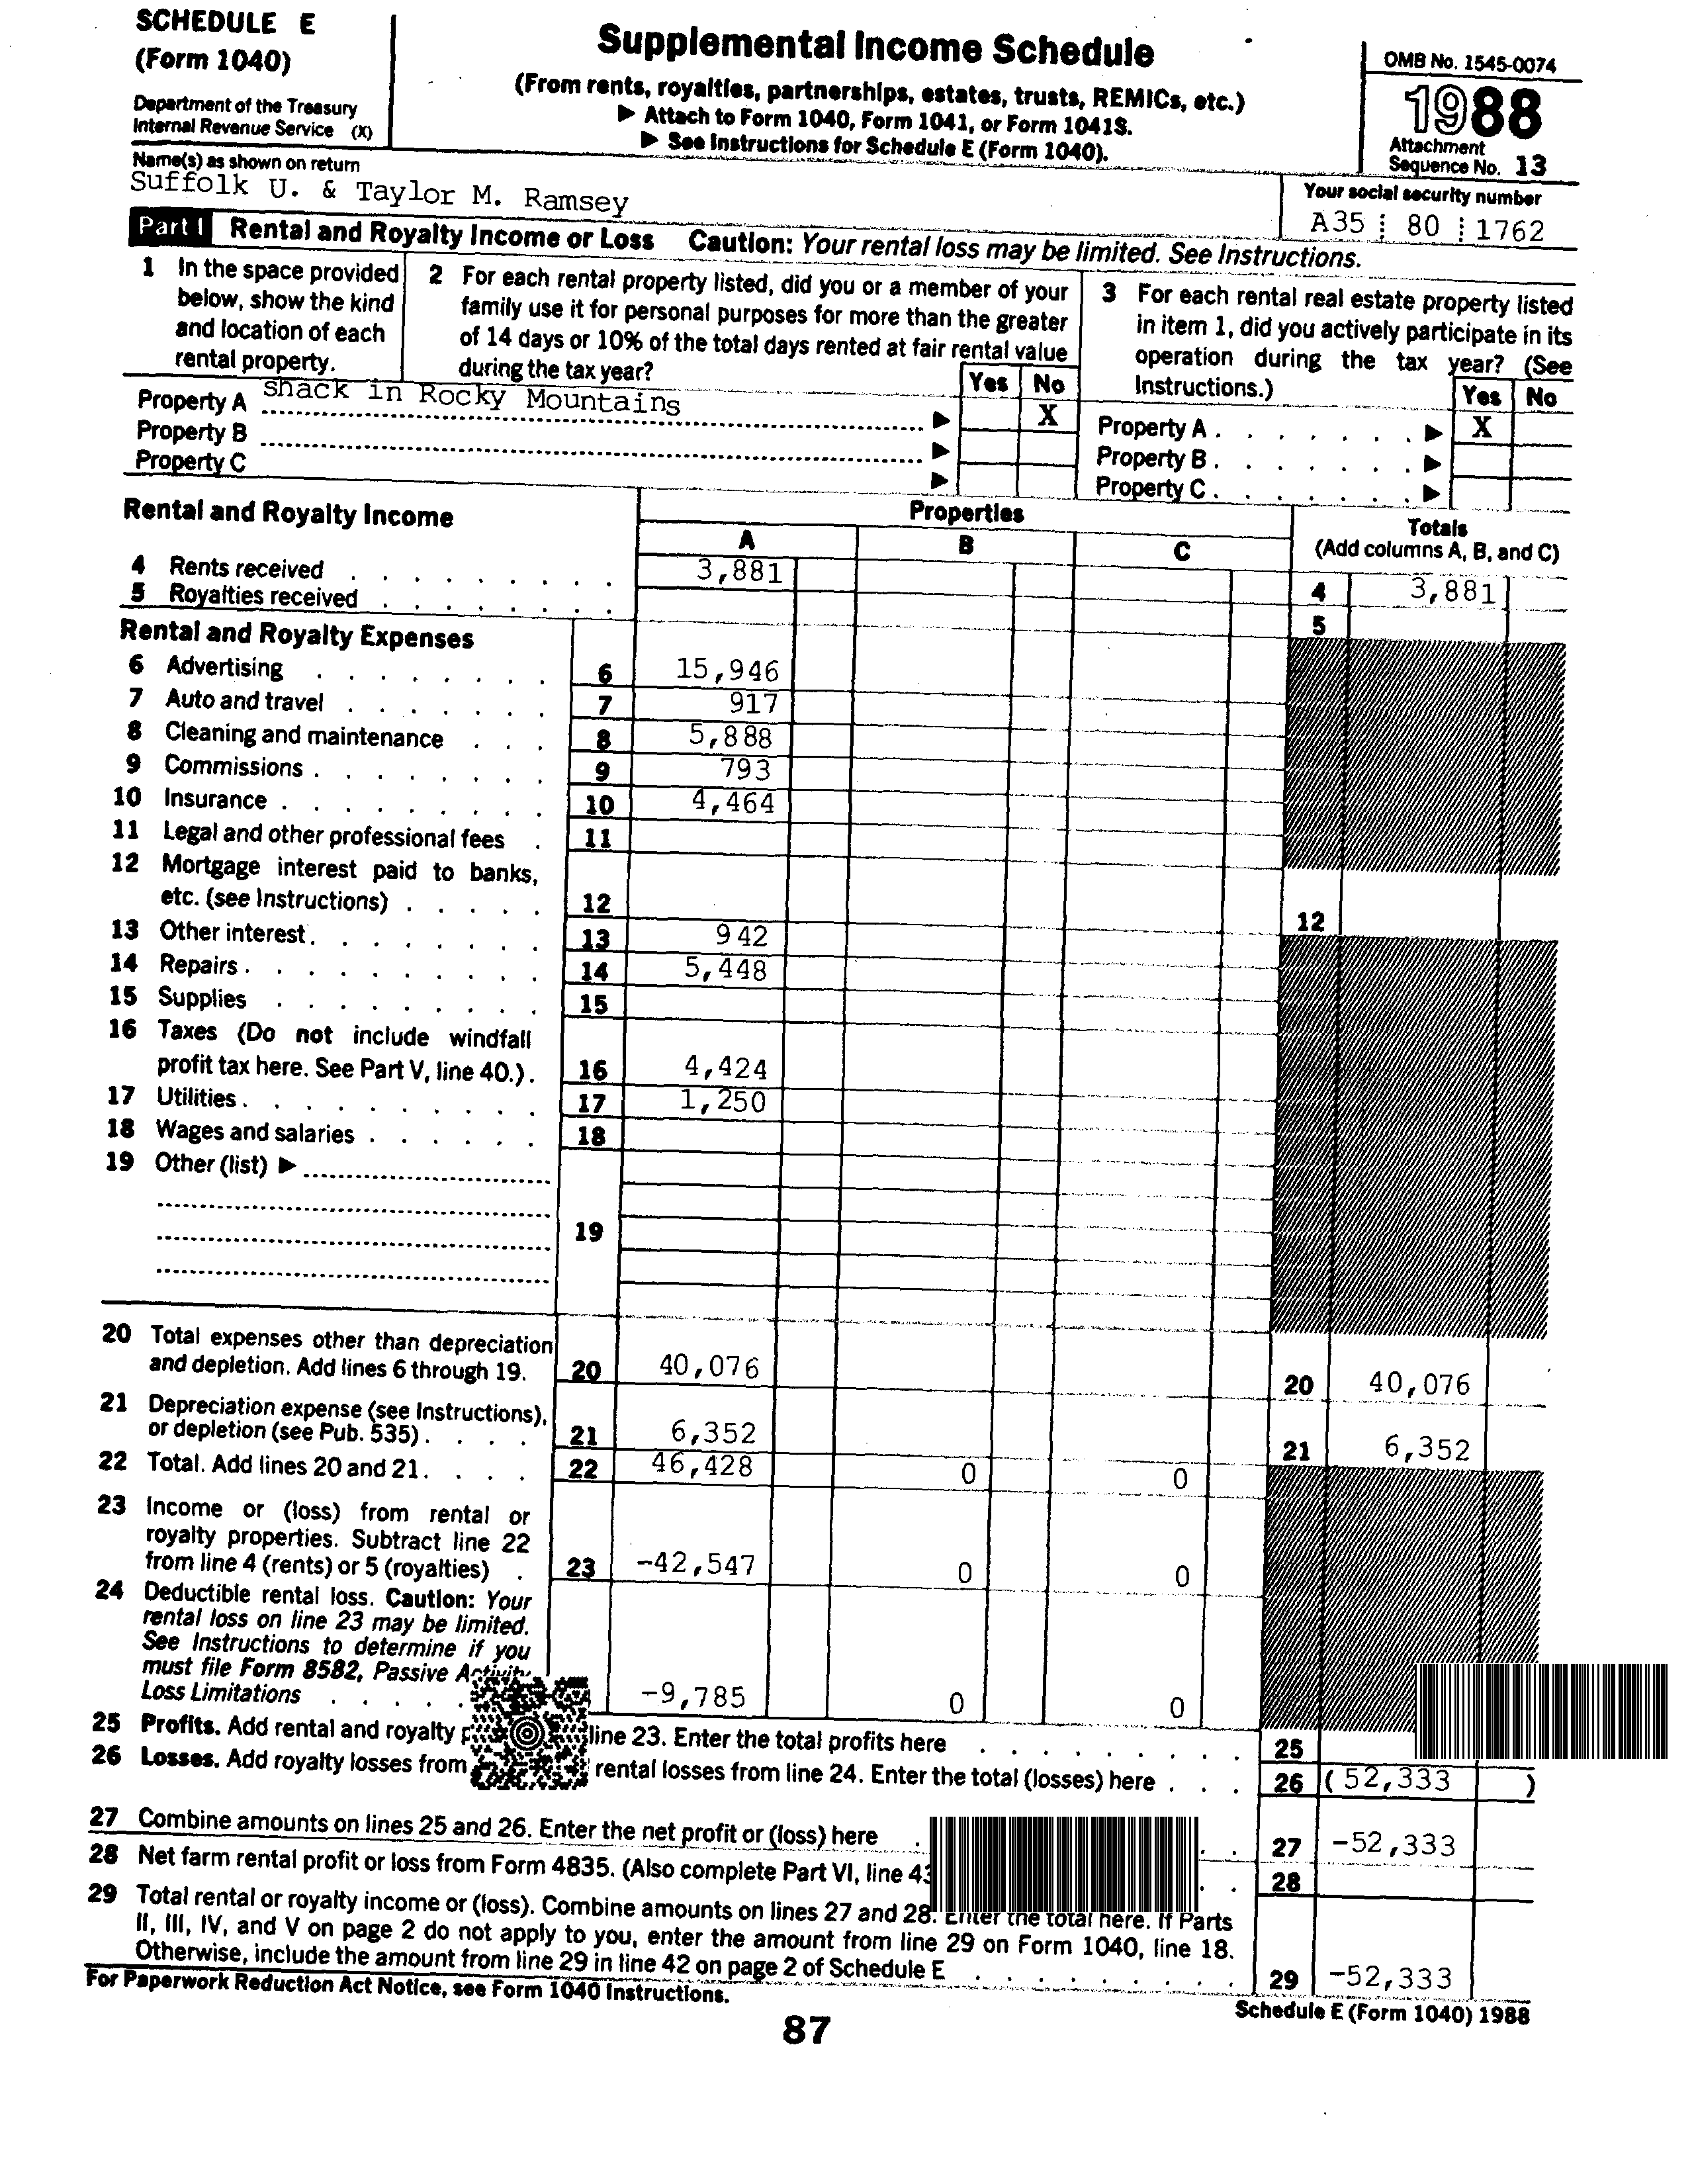 SCHEDULE E
(Form 1040)
Department of the Treasury
Internal Revenue Service (X)
Supplemental Income Schedule
(From rents, royalties, partnerships, estates, trusts, REMICs, etc.)
▶ Attach to Form 1040, Form 1041, or Form 1041S.
▶ See Instructions for Schedule E (Form 1040).
OMB No. 1545-0074
1988
Attachment
Sequence No. 13
Name(s) as shown on return
Suffolk U. & Taylor M. Ramsey
Your social security number
A35 80 1762
Part I Rental and Royalty Income or Loss Caution: Your rental loss may be limited. See Instructions.
1 In the space provided
below, show the kind
and location of each
rental property.
2 For each rental property listed, did you or a member of your
family use it for personal purposes for more than the greater
of 14 days or 10% of the total days rented at fair rental value
during the tax year?
Yes No
3 For each rental real estate property listed
in item 1, did you actively participate in its
operation during the tax year? (See
Instructions.)
Yes No
Property A shack in Rocky Mountains ▶ X
Property B ▶
Property C ▶
Property A . . . . . . . ▶ X
Property B . . . . . . . ▶
Property C . . . . . . . ▶
Rental and Royalty Income
Properties
A B C
Totals
(Add columns A, B, and C)
4 Rents received . . . . . . . . . 3,881 4 3,881
5 Royalties received . . . . . . . . 5
Rental and Royalty Expenses
6 Advertising . . . . . . . . 6 15,946
7 Auto and travel . . . . . . . 7 917
8 Cleaning and maintenance . . . 8 5,888
9 Commissions . . . . . . . . 9 793
10 Insurance . . . . . . . . . 10 4,464
11 Legal and other professional fees . 11
12 Mortgage interest paid to banks,
etc. (see Instructions) . . . . . 12 12
13 Other interest . . . . . . . . 13 942
14 Repairs . . . . . . . . . . 14 5,448
15 Supplies . . . . . . . . . 15
16 Taxes (Do not include windfall
profit tax here. See Part V, line 40.) . 16 4,424
17 Utilities . . . . . . . . . . 17 1,250
18 Wages and salaries . . . . . . 18
19 Other (list) ▶
19
20 Total expenses other than depreciation
and depletion. Add lines 6 through 19. 20 40,076 20 40,076
21 Depreciation expense (see Instructions),
or depletion (see Pub. 535) . . . . 21 6,352 21 6,352
22 Total. Add lines 20 and 21. . . . . 22 46,428 0 0
23 Income or (loss) from rental or
royalty properties. Subtract line 22
from line 4 (rents) or 5 (royalties) . 23 -42,547 0 0
24 Deductible rental loss. Caution: Your
rental loss on line 23 may be limited.
See Instructions to determine if you
must file Form 8582, Passive Activity
Loss Limitations . . . . . -9,785 0 0
25 Profits. Add rental and royalty line 23. Enter the total profits here . . . . . . . . . 25
26 Losses. Add royalty losses from rental losses from line 24. Enter the total (losses) here . . . 26 (52,333)
27 Combine amounts on lines 25 and 26. Enter the net profit or (loss) here . . . 27 -52,333
28 Net farm rental profit or loss from Form 4835. (Also complete Part VI, line 43 . . 28
29 Total rental or royalty income or (loss). Combine amounts on lines 27 and 28. Enter the total here. If Parts
II, III, IV, and V on page 2 do not apply to you, enter the amount from line 29 on Form 1040, line 18.
Otherwise, include the amount from line 29 in line 42 on page 2 of Schedule E . . . . . . . . . 29 -52,333
For Paperwork Reduction Act Notice, see Form 1040 Instructions.
Schedule E (Form 1040) 1988
87